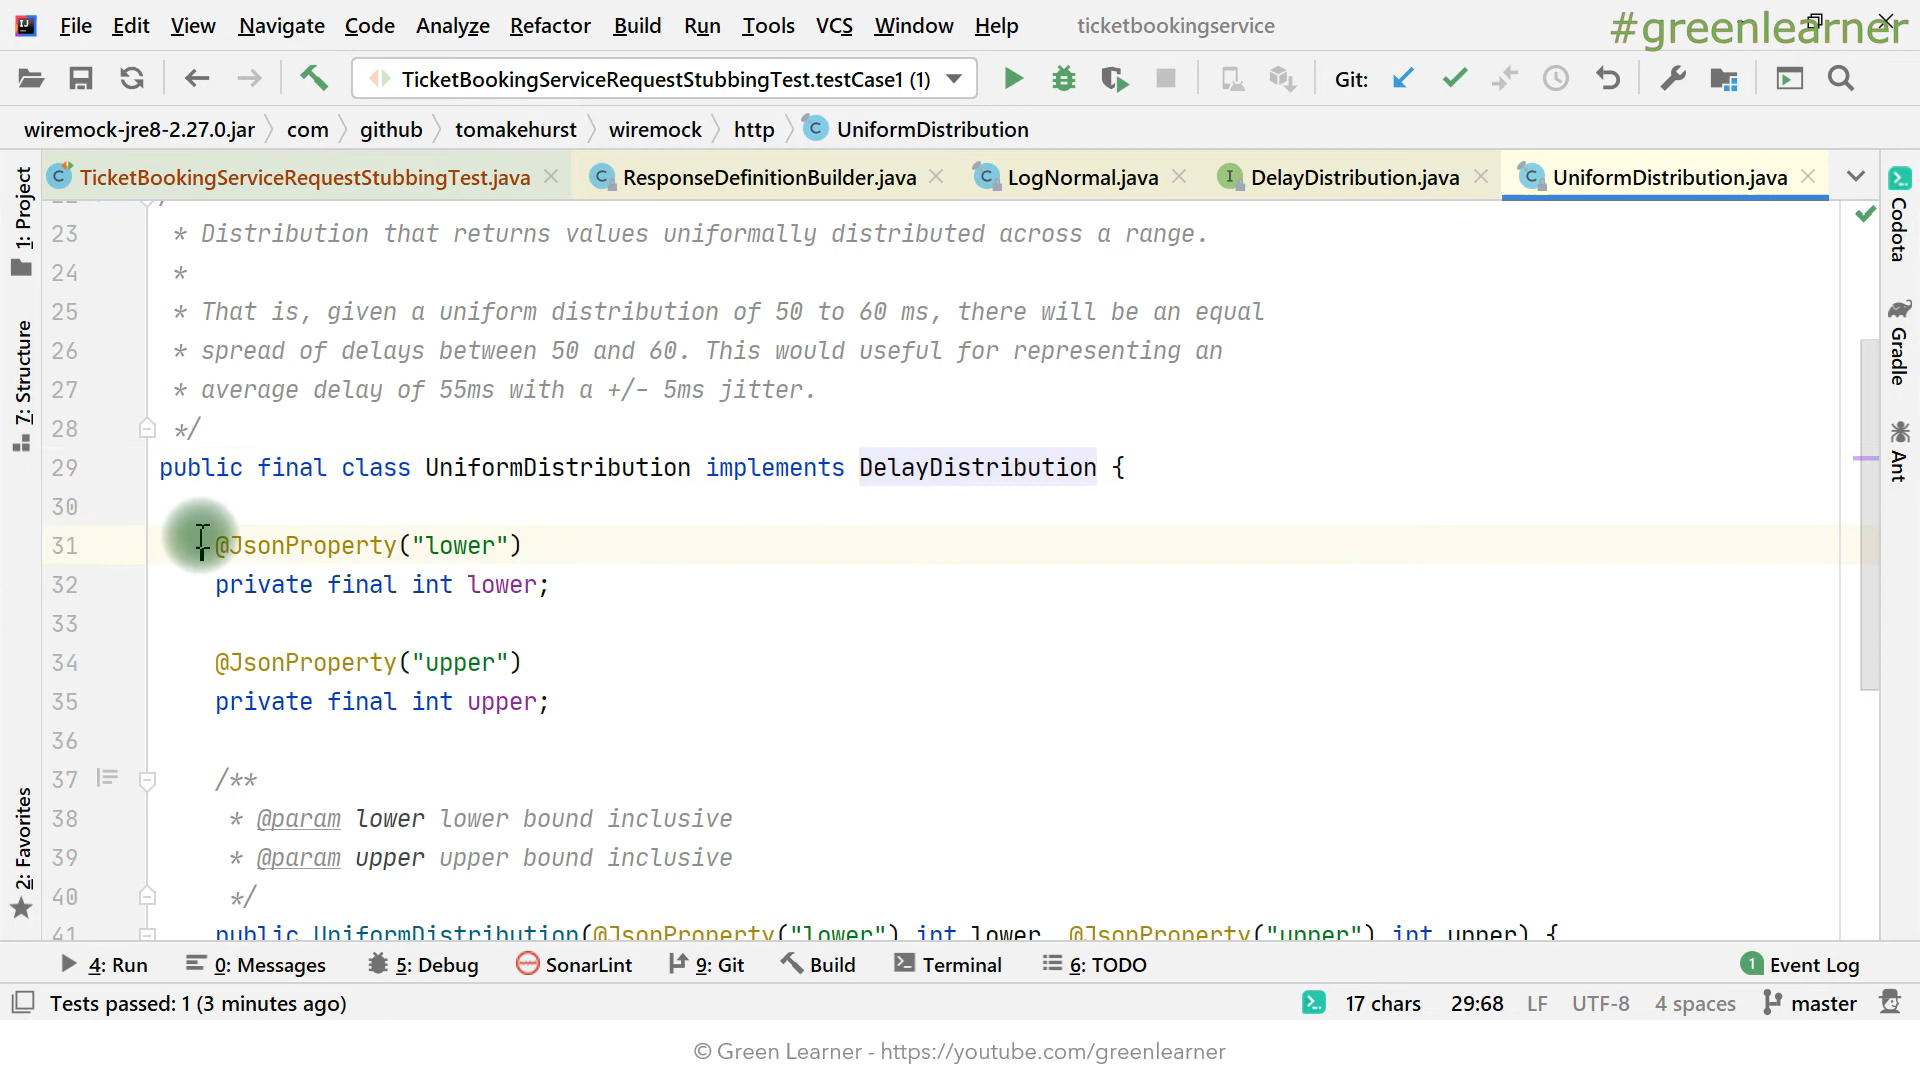 File Edit View Navigate Code Analyze Refactor Build Run Tools VCS Window Help ticketbookingservice #greenlearner
TicketBookingServiceRequestStubbingTest.testCase1 (1) Git:
wiremock-jre8-2.27.0.jar com github tomakehurst wiremock http UniformDistribution
TicketBookingServiceRequestStubbingTest.java ResponseDefinitionBuilder.java LogNormal.java DelayDistribution.java UniformDistribution.java
23 * Distribution that returns values uniformally distributed across a range.
24 *
25 * That is, given a uniform distribution of 50 to 60 ms, there will be an equal
26 * spread of delays between 50 and 60. This would useful for representing an
27 * average delay of 55ms with a +/- 5ms jitter.
28 */
29 public final class UniformDistribution implements DelayDistribution {
30
31 @JsonProperty("lower")
32 private final int lower;
33
34 @JsonProperty("upper")
35 private final int upper;
36
37 /**
38 * @param lower lower bound inclusive
39 * @param upper upper bound inclusive
40 */
41 public UniformDistribution(@JsonProperty("lower") int lower, @JsonProperty("upper") int upper) {
1: Project
7: Structure
2: Favorites
Codota
Gradle
Ant
4: Run 0: Messages 5: Debug SonarLint 9: Git Build Terminal 6: TODO 1 Event Log
Tests passed: 1 (3 minutes ago) 17 chars 29:68 LF UTF-8 4 spaces master
© Green Learner - https://youtube.com/greenlearner